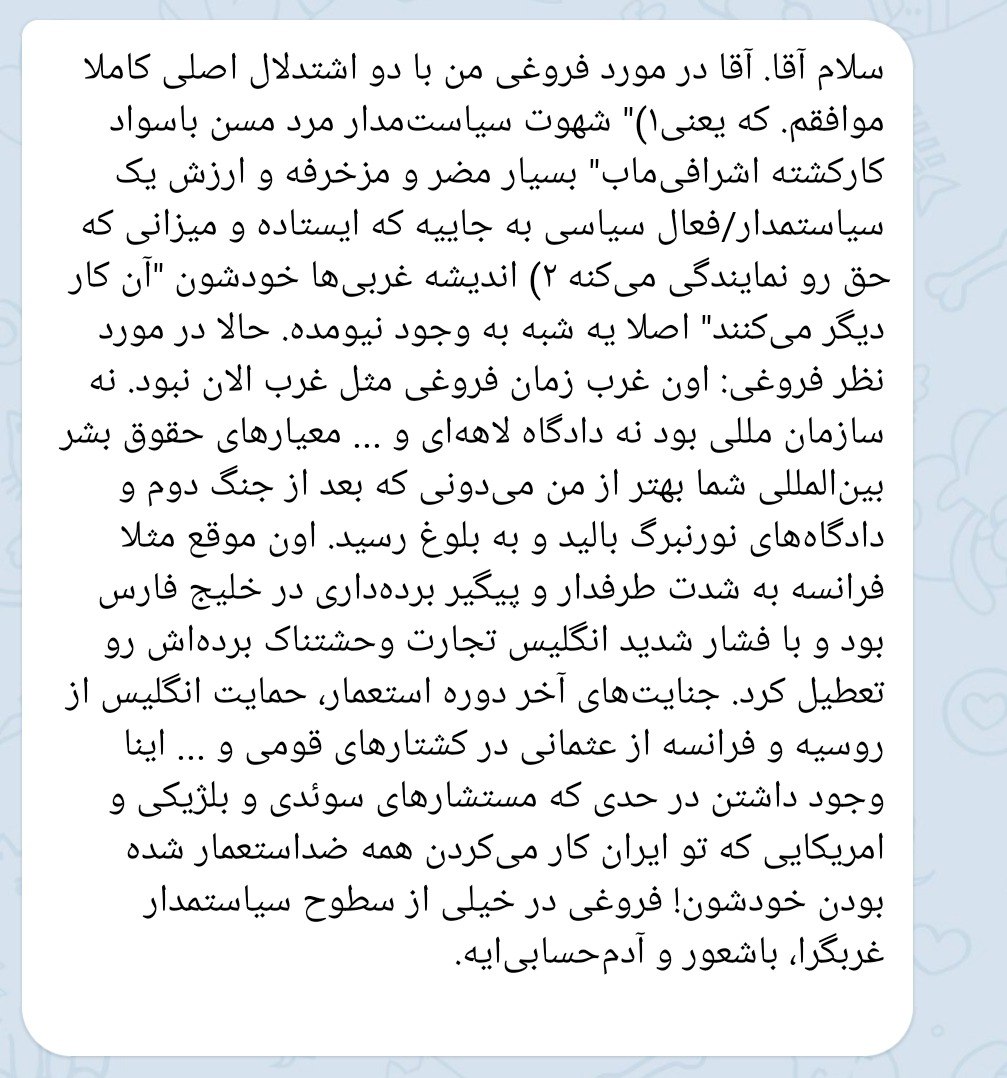 سلام آقا. آقا در مورد فروغی من با دو اشتدلال اصلی کاملا
موافقم. که یعنی۱)" شهوت سیاست‌مدار مرد مسن باسواد
کارکشته اشرافی‌ماب" بسیار مضر و مزخرفه و ارزش یک
سیاستمدار/فعال سیاسی به جاییه که ایستاده و میزانی که
حق رو نمایندگی می‌کنه ۲) اندیشه غربی‌ها خودشون "آن کار
دیگر می‌کنند" اصلا یه شبه به وجود نیومده. حالا در مورد
نظر فروغی: اون غرب زمان فروغی مثل غرب الان نبود. نه
سازمان مللی بود نه دادگاه لاهه‌ای و ... معیارهای حقوق بشر
بین‌المللی شما بهتر از من می‌دونی که بعد از جنگ دوم و
دادگاه‌های نورنبرگ بالید و به بلوغ رسید. اون موقع مثلا
فرانسه به شدت طرفدار و پیگیر برده‌داری در خلیج فارس
بود و با فشار شدید انگلیس تجارت وحشتناک برده‌اش رو
تعطیل کرد. جنایت‌های آخر دوره استعمار، حمایت انگلیس از
روسیه و فرانسه از عثمانی در کشتارهای قومی و ... اینا
وجود داشتن در حدی که مستشارهای سوئدی و بلژیکی و
امریکایی که تو ایران کار می‌کردن همه ضداستعمار شده
بودن خودشون! فروغی در خیلی از سطوح سیاستمدار
غربگرا، باشعور و آدم‌حسابی‌ایه.